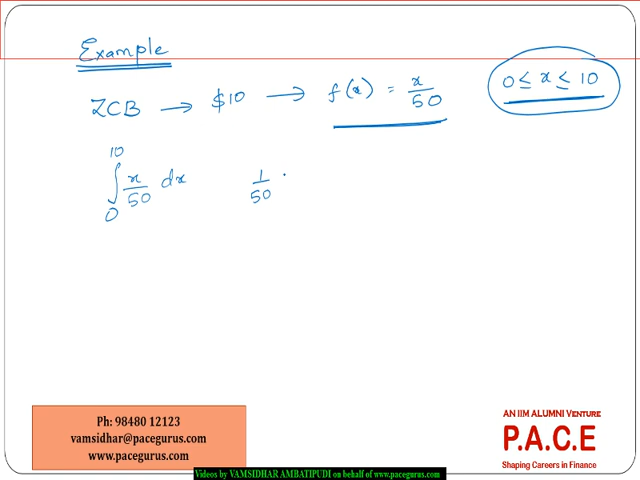 Example
ZCB → $10 → f(x) = x/50 0 ≤ x ≤ 10
∫₀¹⁰ x/50 dx 1/50 ·
Ph: 98480 12123
vamsidhar@pacegurus.com
www.pacegurus.com
AN IIM ALUMNI VENTURE
P.A.C.E
Shaping Careers in Finance
Videos by VAMSIDHAR AMBATIPUDI on behalf of www.pacegurus.com